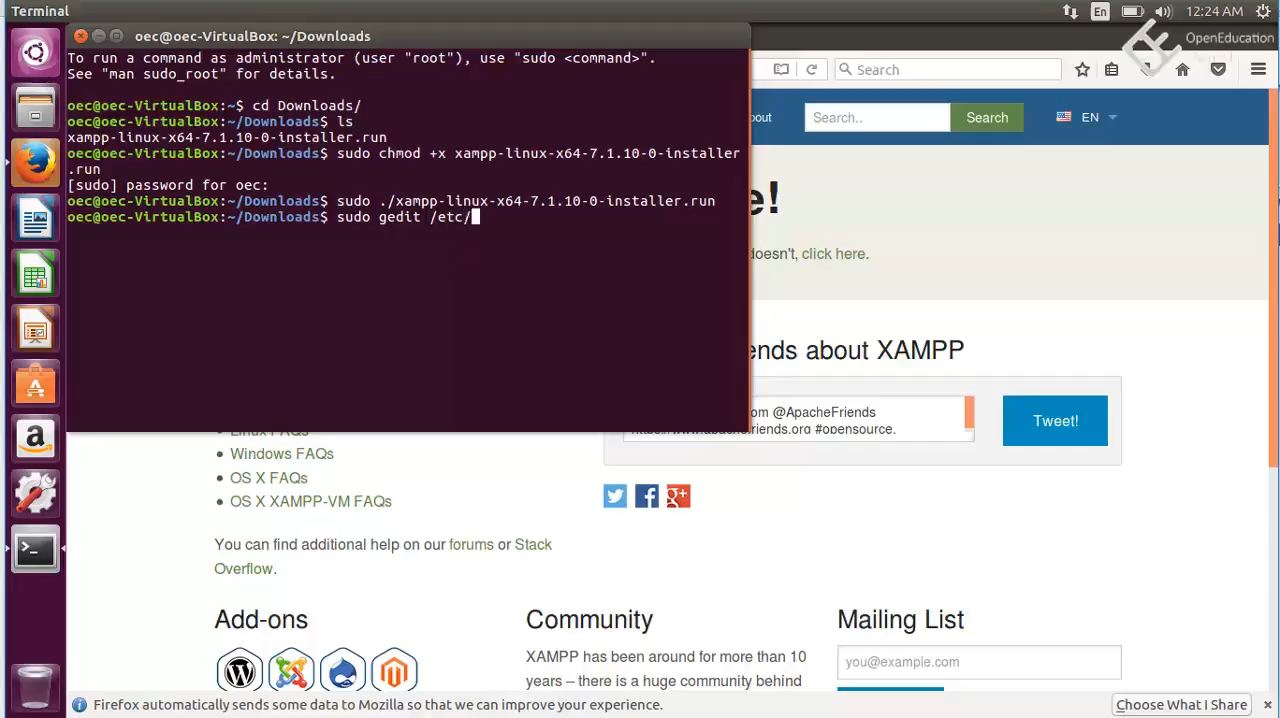 Terminal
En
12:24 AM
OpenEducation
oec@oec-VirtualBox: ~/Downloads
To run a command as administrator (user "root"), use "sudo <command>".
See "man sudo_root" for details.
oec@oec-VirtualBox:~$ cd Downloads/
oec@oec-VirtualBox:~/Downloads$ ls
xampp-linux-x64-7.1.10-0-installer.run
oec@oec-VirtualBox:~/Downloads$ sudo chmod +x xampp-linux-x64-7.1.10-0-installer
.run
[sudo] password for oec:
oec@oec-VirtualBox:~/Downloads$ sudo ./xampp-linux-x64-7.1.10-0-installer.run
oec@oec-VirtualBox:~/Downloads$ sudo gedit /etc/
Search
out
Search..
Search
EN
e!
doesn't, click here.
ends about XAMPP
om @ApacheFriends
https://www.apachefriends.org #opensource.
Tweet!
Linux FAQs
Windows FAQs
OS X FAQs
OS X XAMPP-VM FAQs
You can find additional help on our forums or Stack
Overflow.
Add-ons
Community
XAMPP has been around for more than 10
years – there is a huge community behind
Mailing List
you@example.com
Firefox automatically sends some data to Mozilla so that we can improve your experience.
Choose What I Share